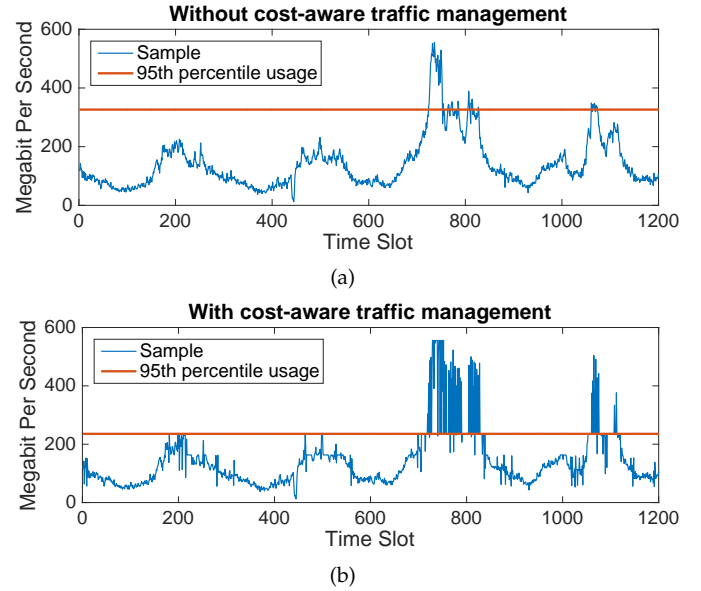 Without cost-aware traffic management
600
Sample
95th percentile usage
400
200
0
Megabit Per Second
0 200 400 600 800 1000 1200
Time Slot
(a)
With cost-aware traffic management
600
Sample
95th percentile usage
400
200
0
Megabit Per Second
0 200 400 600 800 1000 1200
Time Slot
(b)